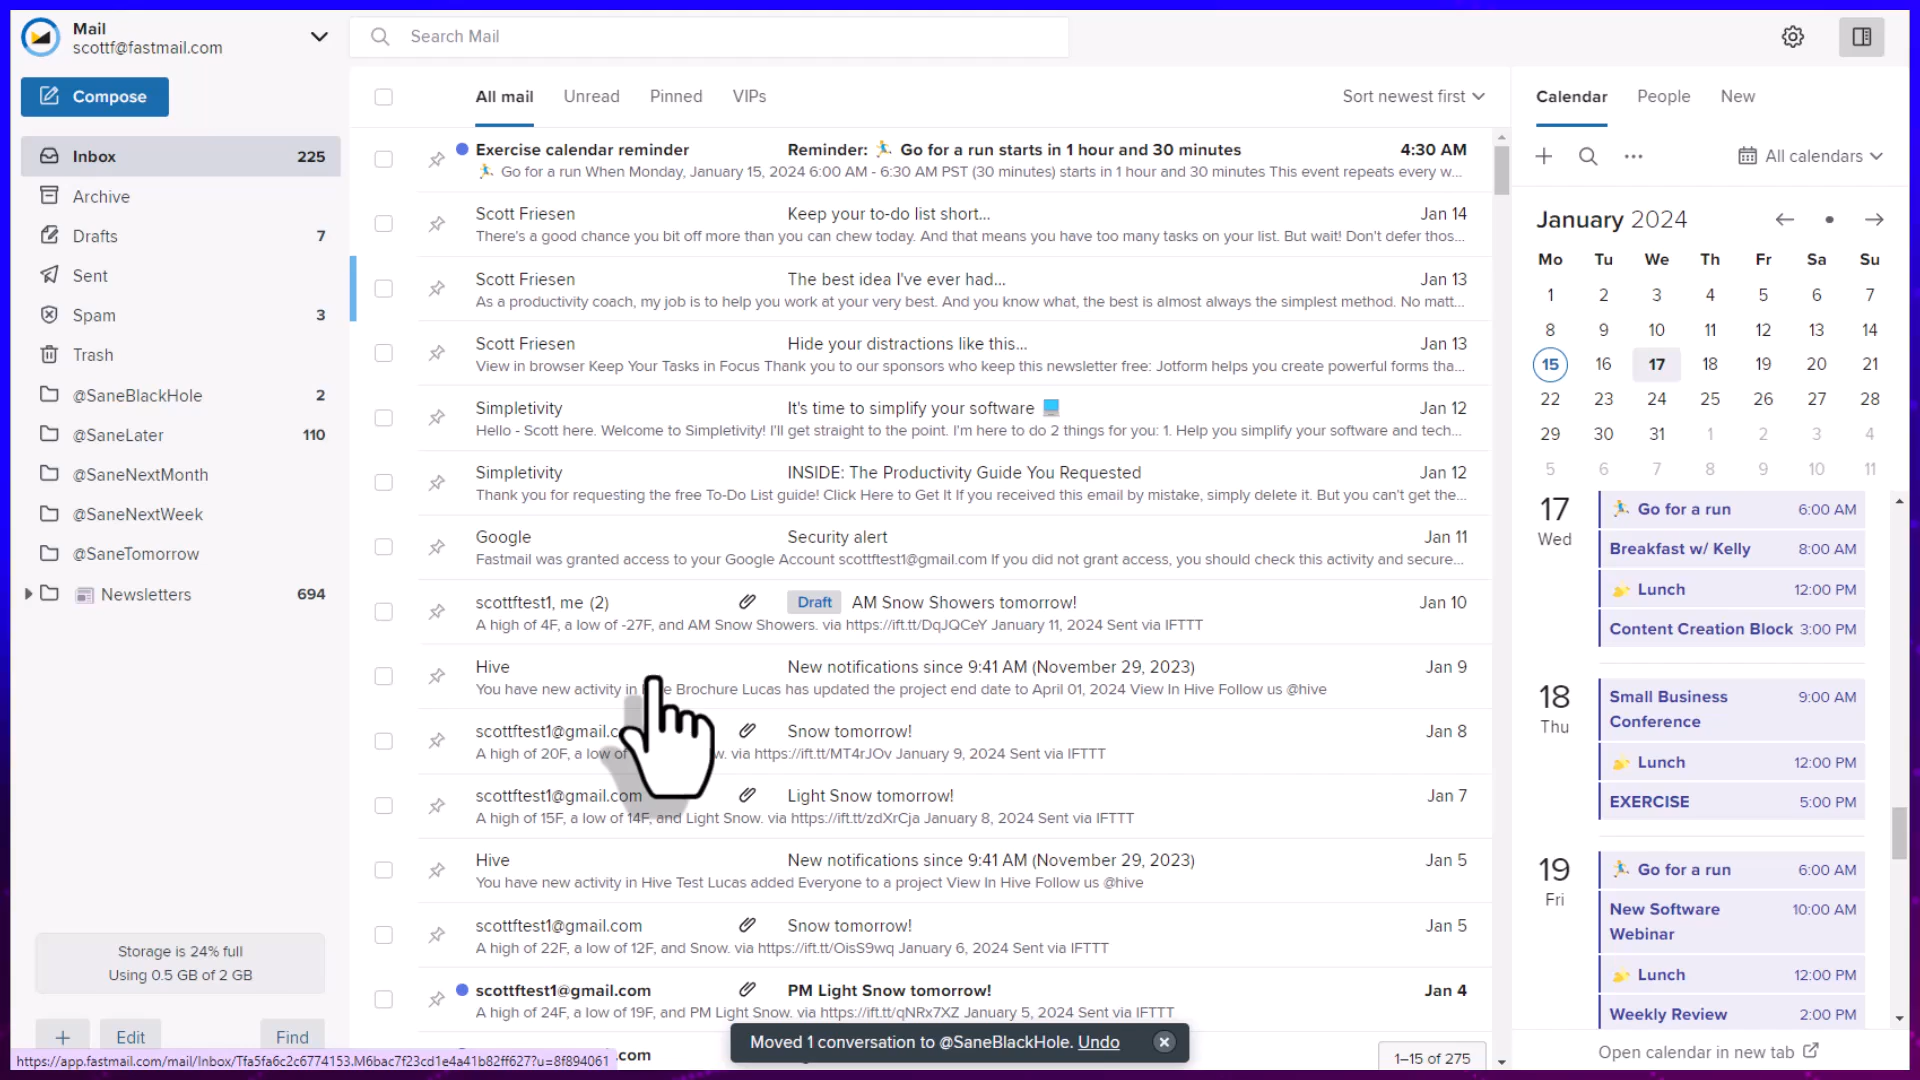 Mail
scottf@fastmail.com
Search Mail
Compose
Inbox 225
Archive
Drafts 7
Sent
Spam 3
Trash
@SaneBlackHole 2
@SaneLater 110
@SaneNextMonth
@SaneNextWeek
@SaneTomorrow
Newsletters 694
Storage is 24% full
Using 0.5 GB of 2 GB
+ Edit Find
https://app.fastmail.com/mail/Inbox/Tfa5fa6c2c6774153.M6bac7f23cd1e4a41b82ff627?u=8f894061
All mail Unread Pinned VIPs Sort newest first
Exercise calendar reminder Reminder: 🏃 Go for a run starts in 1 hour and 30 minutes 4:30 AM
🏃 Go for a run When Monday, January 15, 2024 6:00 AM - 6:30 AM PST (30 minutes) starts in 1 hour and 30 minutes This event repeats every w…
Scott Friesen Keep your to-do list short... Jan 14
There's a good chance you bit off more than you can chew today. And that means you have too many tasks on your list. But wait! Don't defer thos…
Scott Friesen The best idea I've ever had... Jan 13
As a productivity coach, my job is to help you work at your very best. And you know what, the best is almost always the simplest method. No matt…
Scott Friesen Hide your distractions like this... Jan 13
View in browser Keep Your Tasks in Focus Thank you to our sponsors who keep this newsletter free: Jotform helps you create powerful forms tha…
Simpletivity It's time to simplify your software 💻 Jan 12
Hello - Scott here. Welcome to Simpletivity! I'll get straight to the point. I'm here to do 2 things for you: 1. Help you simplify your software and tech…
Simpletivity INSIDE: The Productivity Guide You Requested Jan 12
Thank you for requesting the free To-Do List guide! Click Here to Get It If you received this email by mistake, simply delete it. But you can't get the…
Google Security alert Jan 11
Fastmail was granted access to your Google Account scottftest1@gmail.com If you did not grant access, you should check this activity and secure…
scottftest1, me (2) Draft AM Snow Showers tomorrow! Jan 10
A high of 4F, a low of -27F, and AM Snow Showers. via https://ift.tt/DqJQCeY January 11, 2024 Sent via IFTTT
Hive New notifications since 9:41 AM (November 29, 2023) Jan 9
You have new activity in Brochure Lucas has updated the project end date to April 01, 2024 View In Hive Follow us @hive
scottftest1@gmail.c Snow tomorrow! Jan 8
A high of 20F, a low of w. via https://ift.tt/MT4rJOv January 9, 2024 Sent via IFTTT
scottftest1@gmail.com Light Snow tomorrow! Jan 7
A high of 15F, a low of 14F, and Light Snow. via https://ift.tt/zdXrCja January 8, 2024 Sent via IFTTT
Hive New notifications since 9:41 AM (November 29, 2023) Jan 5
You have new activity in Hive Test Lucas added Everyone to a project View In Hive Follow us @hive
scottftest1@gmail.com Snow tomorrow! Jan 5
A high of 22F, a low of 12F, and Snow. via https://ift.tt/OisS9wq January 6, 2024 Sent via IFTTT
scottftest1@gmail.com PM Light Snow tomorrow! Jan 4
A high of 24F, a low of 19F, and PM Light Snow. via https://ift.tt/qNRx7XZ January 5, 2024 Sent via IFTTT
.com
Moved 1 conversation to @SaneBlackHole. Undo
1–15 of 275
Calendar People New
All calendars
January 2024
Mo Tu We Th Fr Sa Su
1 2 3 4 5 6 7
8 9 10 11 12 13 14
15 16 17 18 19 20 21
22 23 24 25 26 27 28
29 30 31 1 2 3 4
5 6 7 8 9 10 11
17 Wed
Go for a run 6:00 AM
Breakfast w/ Kelly 8:00 AM
Lunch 12:00 PM
Content Creation Block 3:00 PM
18 Thu
Small Business Conference 9:00 AM
Lunch 12:00 PM
EXERCISE 5:00 PM
19 Fri
Go for a run 6:00 AM
New Software Webinar 10:00 AM
Lunch 12:00 PM
Weekly Review 2:00 PM
Open calendar in new tab